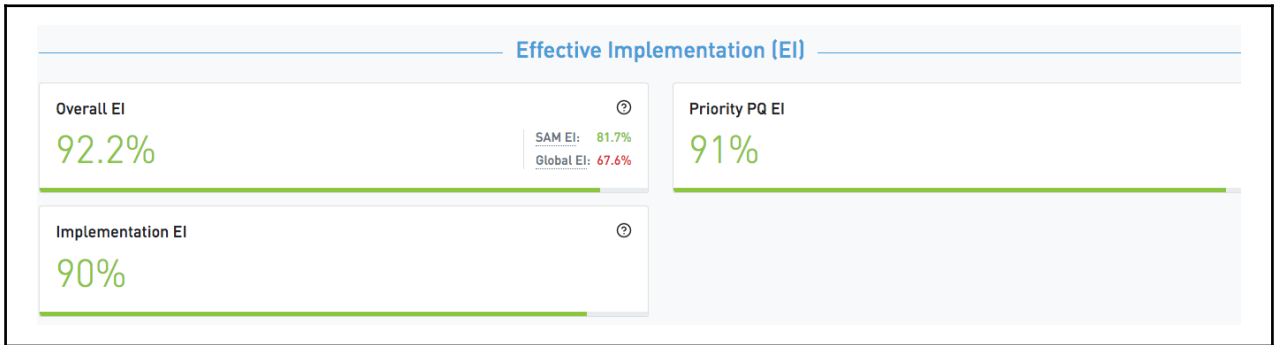 Effective Implementation (EI)
Overall EI
92.2%
SAM EI: 81.7%
Global EI: 67.6%
Priority PQ EI
91%
Implementation EI
90%